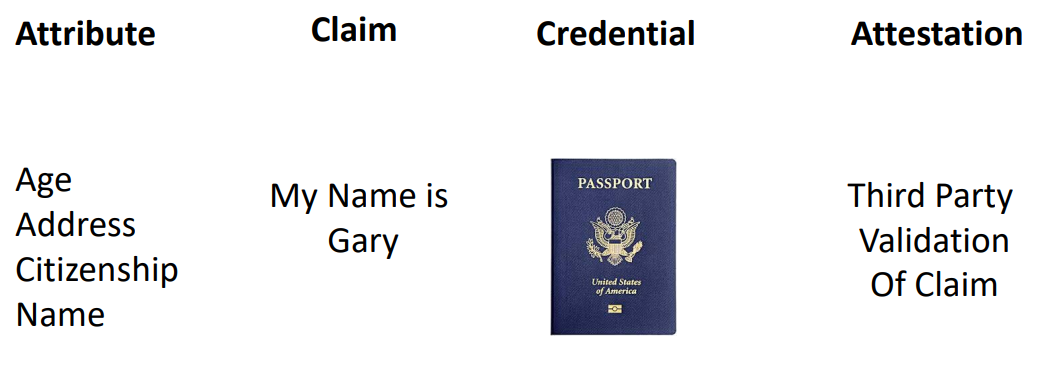 Attribute
Claim
Credential
Attestation
Age
Address
Citizenship
Name
My Name is
Gary
PASSPORT
United States
of America
Third Party
Validation
Of Claim